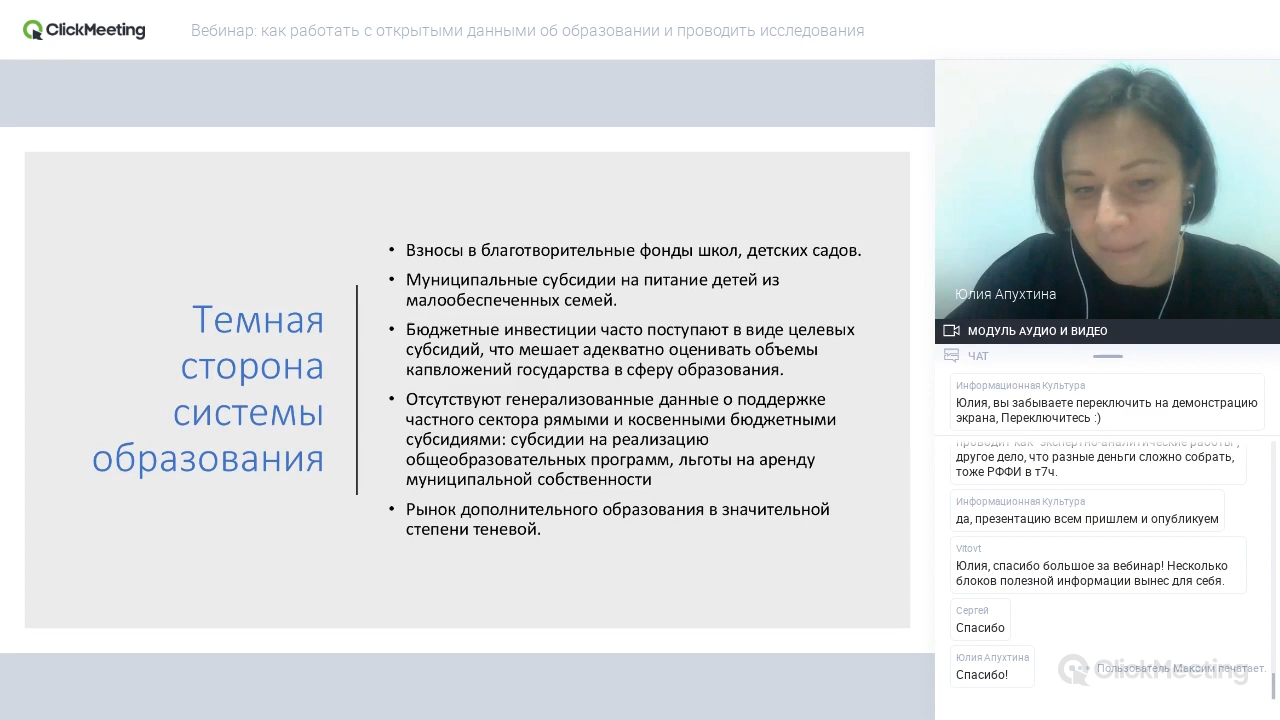 ClickMeeting
Вебинар: как работать с открытыми данными об образовании и проводить исследования
Темная
сторона
системы
образования
• Взносы в благотворительные фонды школ, детских садов.
• Муниципальные субсидии на питание детей из
малообеспеченных семей.
• Бюджетные инвестиции часто поступают в виде целевых
субсидий, что мешает адекватно оценивать объемы
капвложений государства в сферу образования.
• Отсутствуют генерализованные данные о поддержке
частного сектора рямыми и косвенными бюджетными
субсидиями: субсидии на реализацию
общеобразовательных программ, льготы на аренду
муниципальной собственности
• Рынок дополнительного образования в значительной
степени теневой.
Юлия Апухтина
МОДУЛЬ АУДИО И ВИДЕО
ЧАТ
Информационная Культура
Юлия, вы забываете переключить на демонстрацию
экрана, Переключитесь :)
проводит как "экспертно-аналитические работы",
другое дело, что разные деньги сложно собрать,
тоже РФФИ в т7ч.
Информационная Культура
да, презентацию всем пришлем и опубликуем
Vitovt
Юлия, спасибо большое за вебинар! Несколько
блоков полезной информации вынес для себя.
Сергей
Спасибо
Юлия Апухтина
Спасибо!
Пользователь Максим печатает.
ClickMeeting